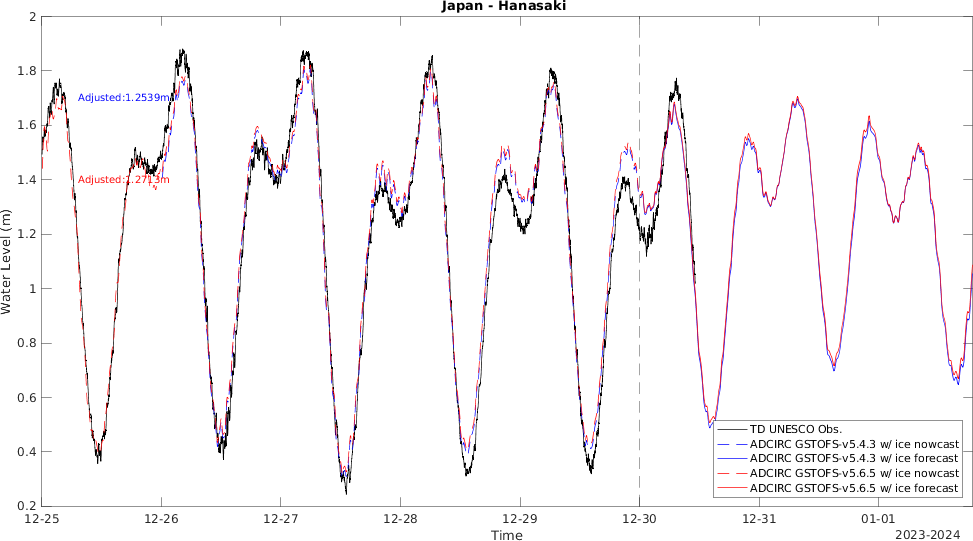 Japan - Hanasaki
2
1.8
1.6
1.4
1.2
1
0.8
0.6
0.4
0.2
Water Level (m)
Adjusted:1.2539m
Adjusted:1.2713m
TD UNESCO Obs.
ADCIRC GSTOFS-v5.4.3 w/ ice nowcast
ADCIRC GSTOFS-v5.4.3 w/ ice forecast
ADCIRC GSTOFS-v5.6.5 w/ ice nowcast
ADCIRC GSTOFS-v5.6.5 w/ ice forecast
12-25 12-26 12-27 12-28 12-29 12-30 12-31 01-01
Time
2023-2024